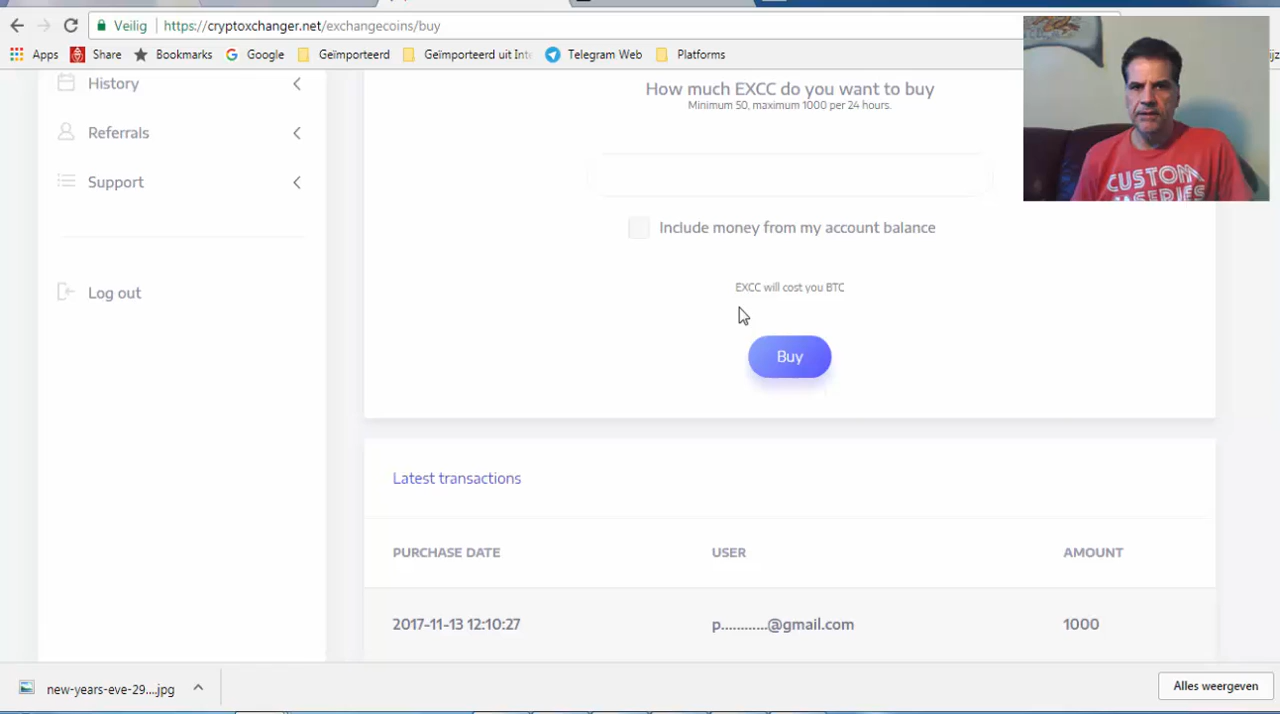 Veilig https://cryptoxchanger.net/exchangecoins/buy
Apps Share Bookmarks Google Geïmporteerd Geïmporteerd uit Telegram Web Platforms
History
Referrals
Support
Log out
How much EXCC do you want to buy
Minimum 50, maximum 1000 per 24 hours.
Include money from my account balance
EXCC will cost you BTC
Buy
CUSTOM
Latest transactions
PURCHASE DATE USER AMOUNT
2017-11-13 12:10:27 p............@gmail.com 1000
new-years-eve-29....jpg
Alles weergeven